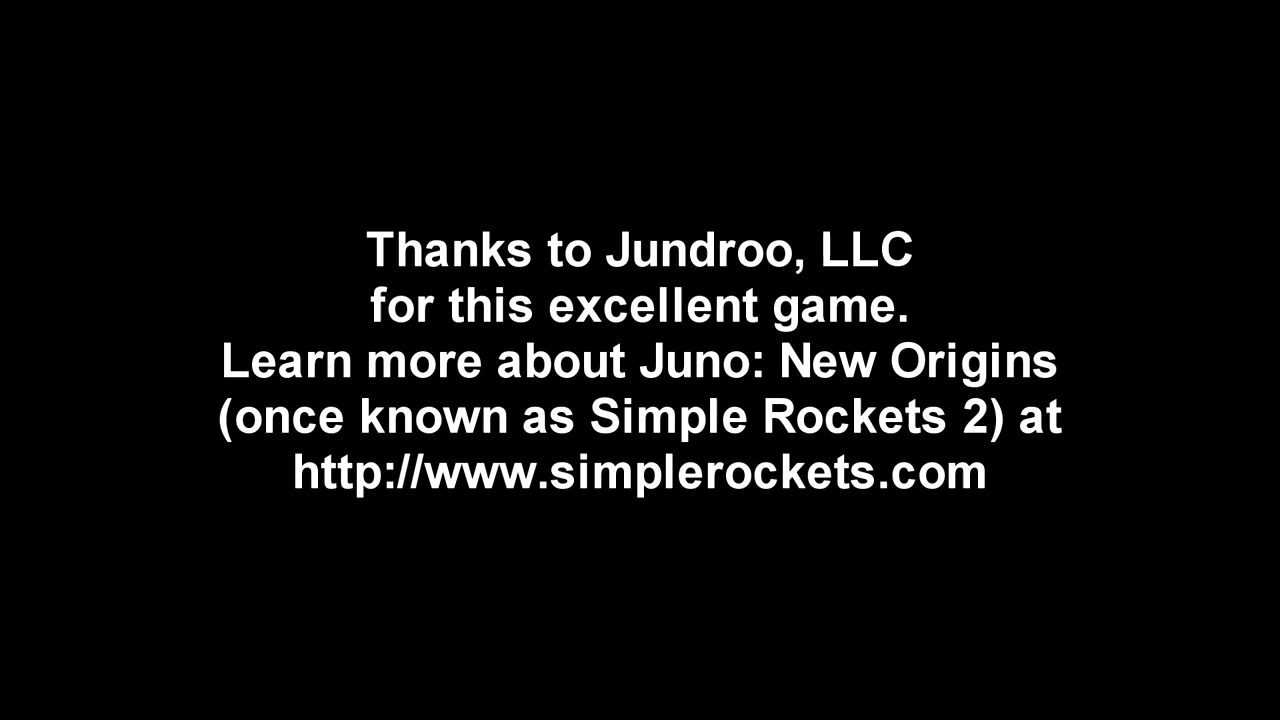 Thanks to Jundroo, LLC
for this excellent game.
Learn more about Juno: New Origins
(once known as Simple Rockets 2) at
http://www.simplerockets.com